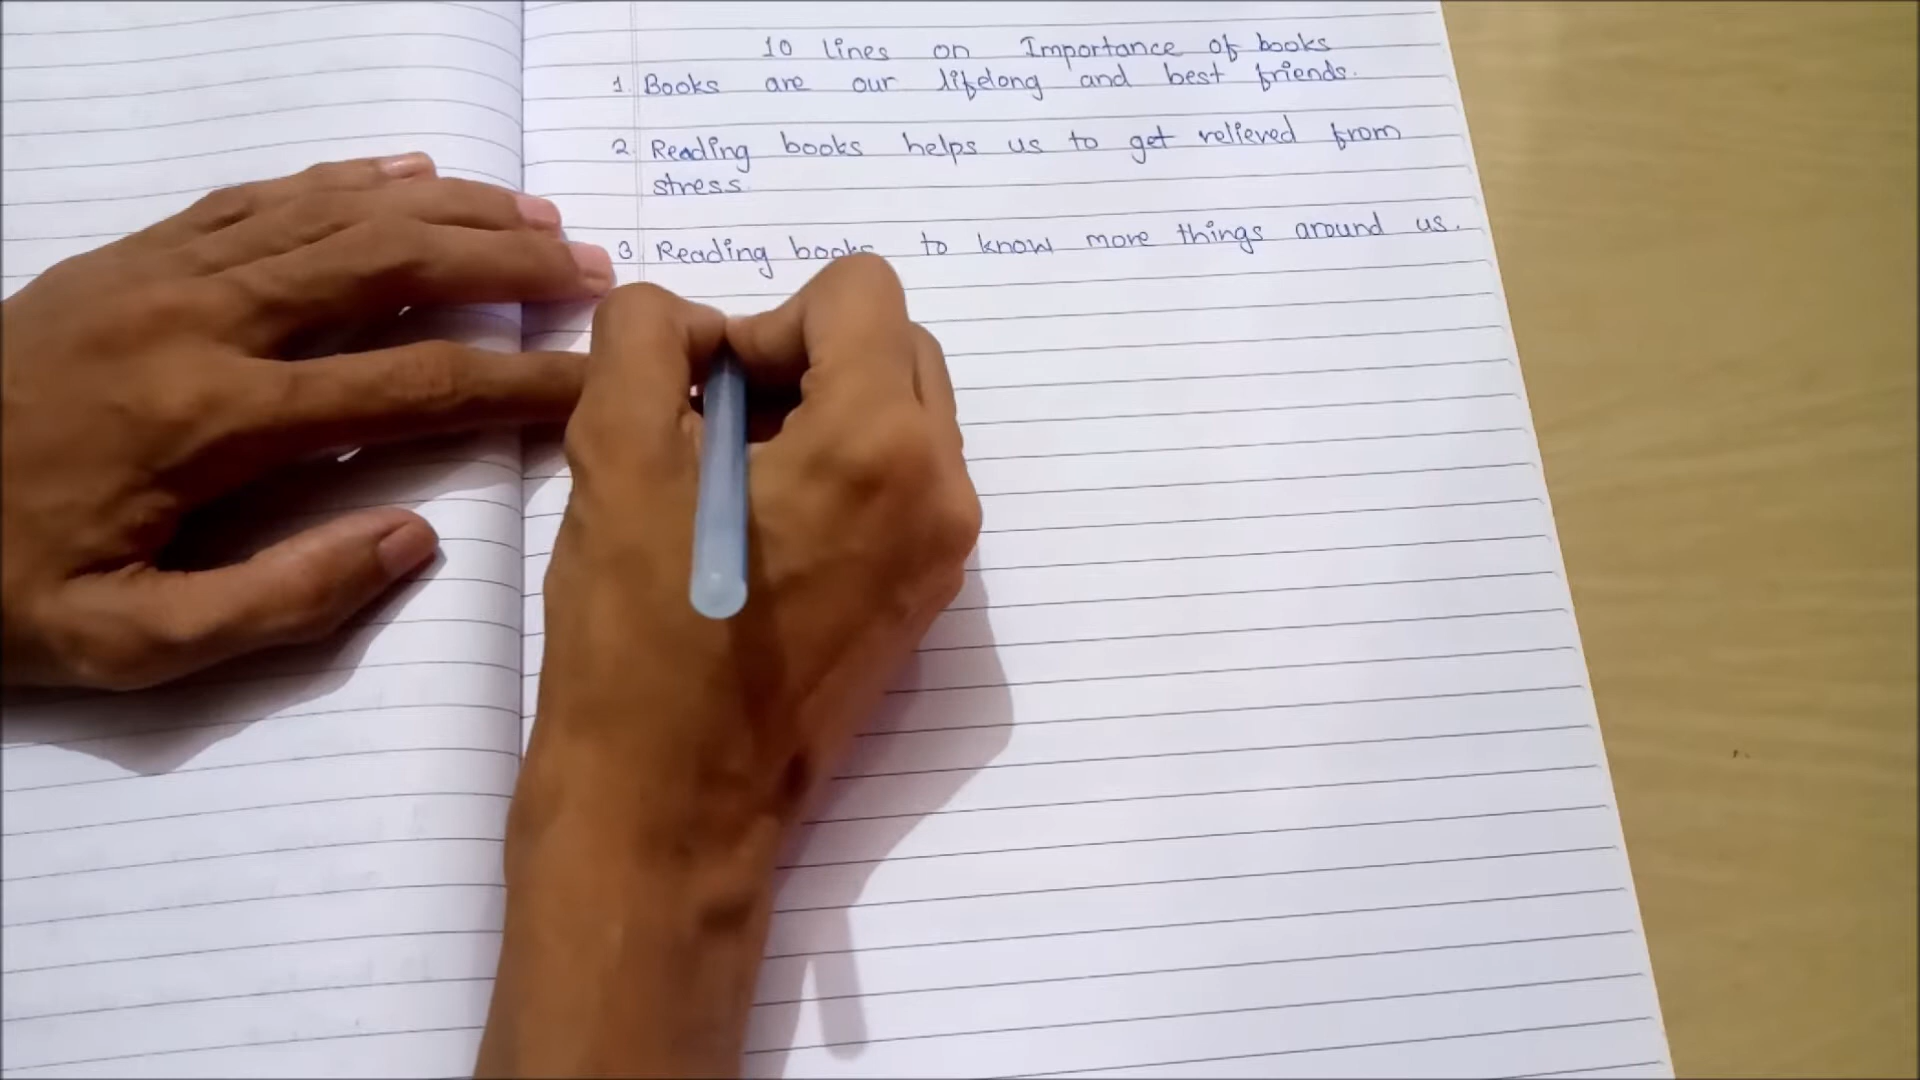 10 lines on Importance of books
1. Books are our lifelong and best friends.
2. Reading books helps us to get relieved from
stress.
3. Reading books to know more things around us.